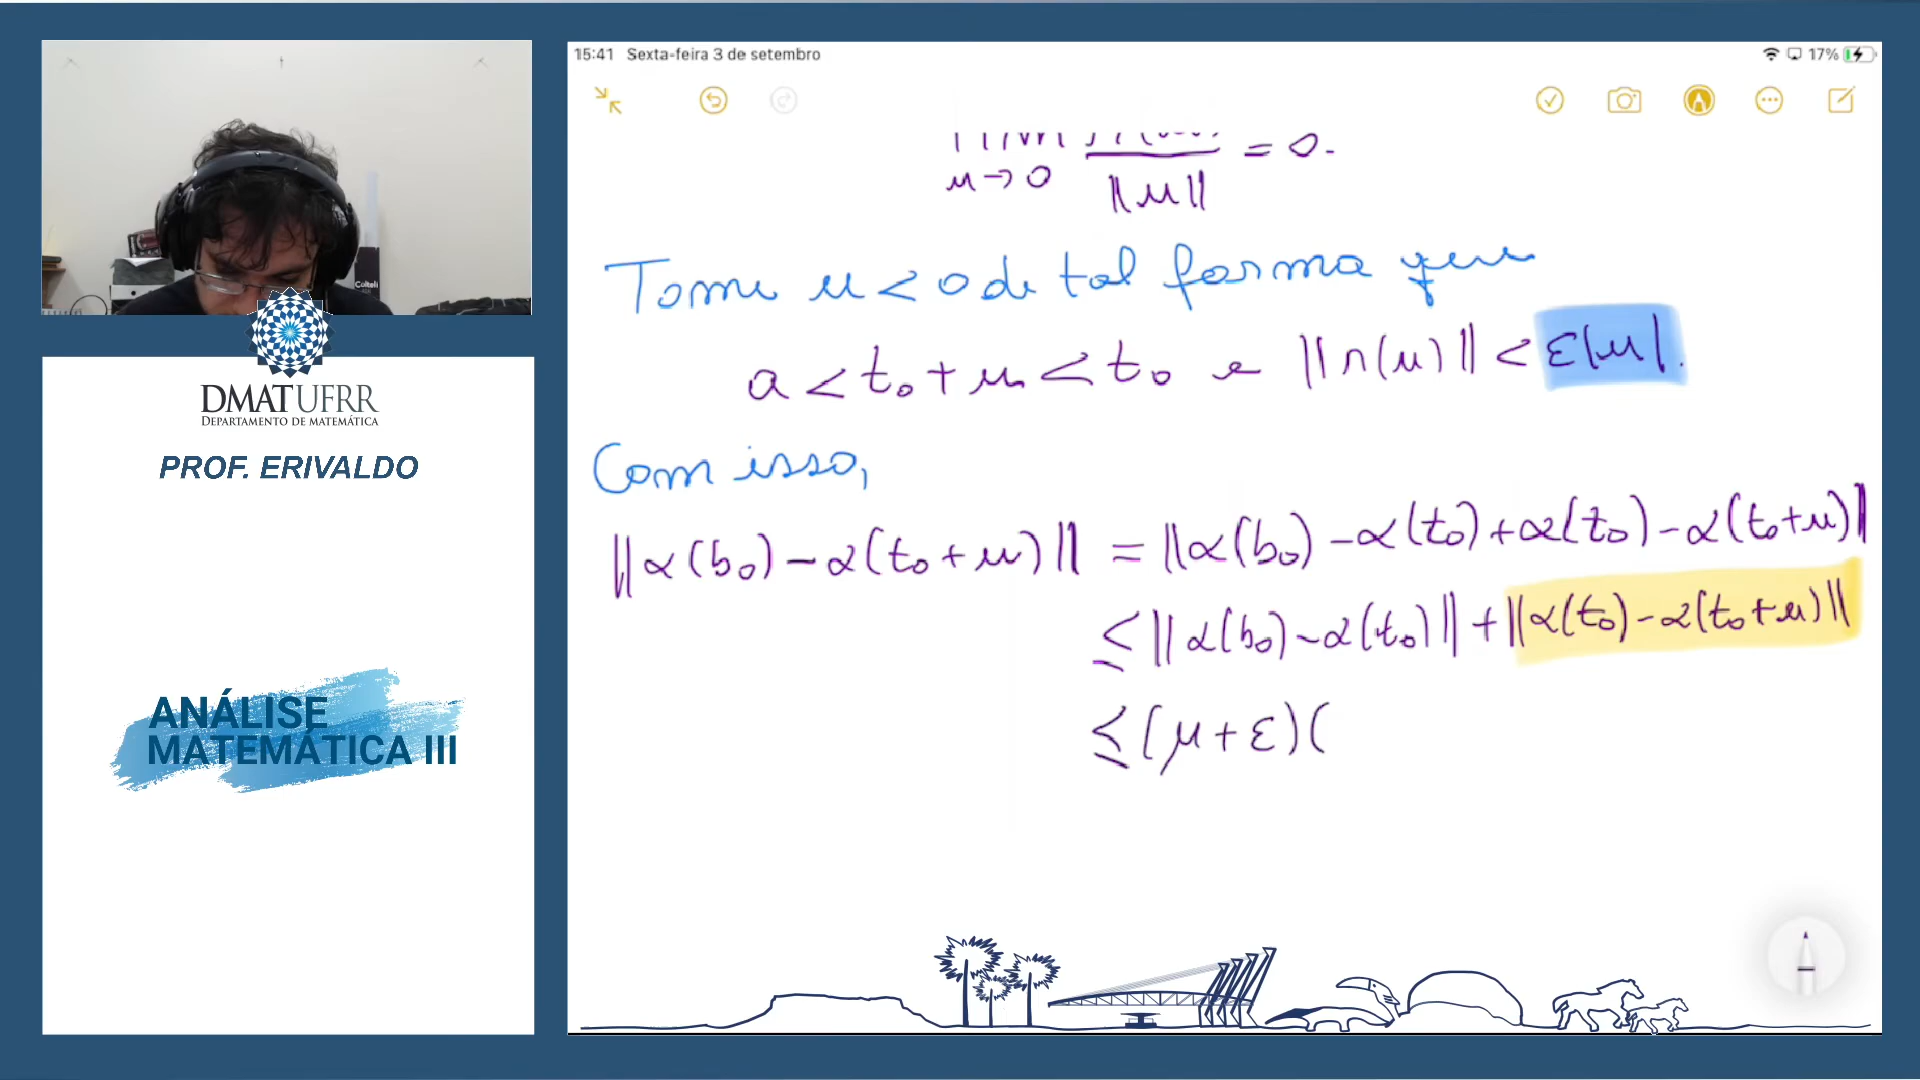 15:41 Sexta-feira 3 de setembro 17%
lim r(u) / ‖u‖ = 0.
u→0
Tome u<0 de tal forma que
a < t₀+u < t₀ e ‖r(u)‖ < ε|u|.
Com isso,
‖α(b₀)-α(t₀+u)‖ = ‖α(b₀)-α(t₀)+α(t₀)-α(t₀+u)‖
≤ ‖α(b₀)-α(t₀)‖+‖α(t₀)-α(t₀+u)‖
≤ (μ+ε)(
Colteli
DMATUFRR
DEPARTAMENTO DE MATEMÁTICA
PROF. ERIVALDO
ANÁLISE
MATEMÁTICA III